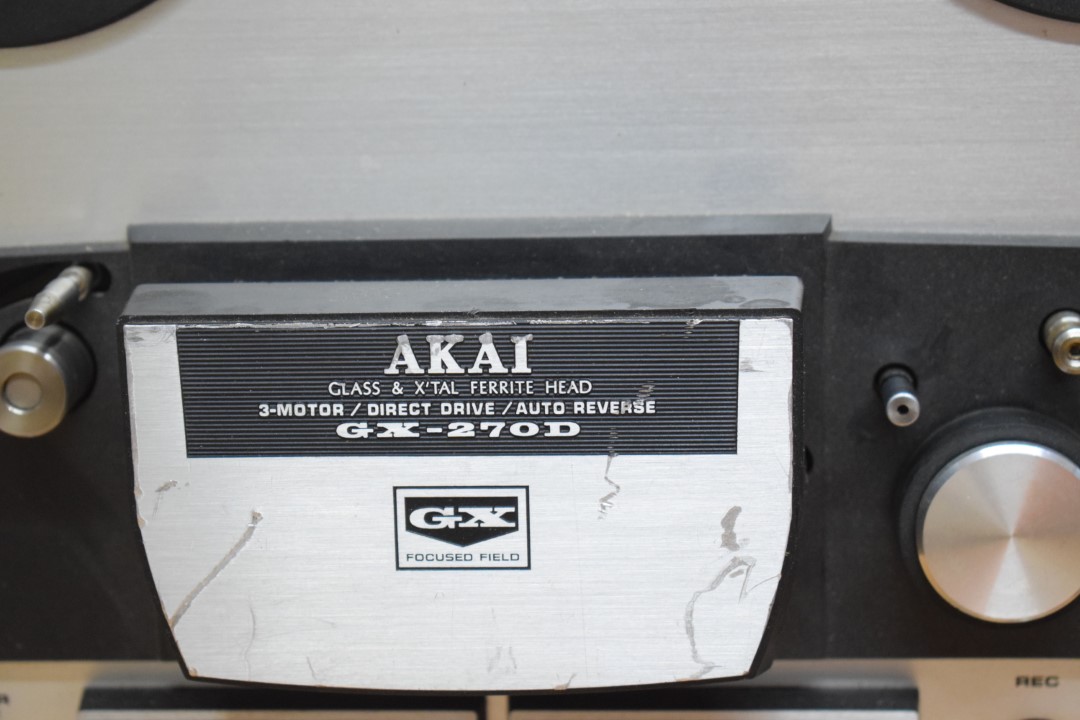 AKAI
GLASS & X'TAL FERRITE HEAD
3-MOTOR / DIRECT DRIVE / AUTO REVERSE
GX-270D
GX
FOCUSED FIELD
REC